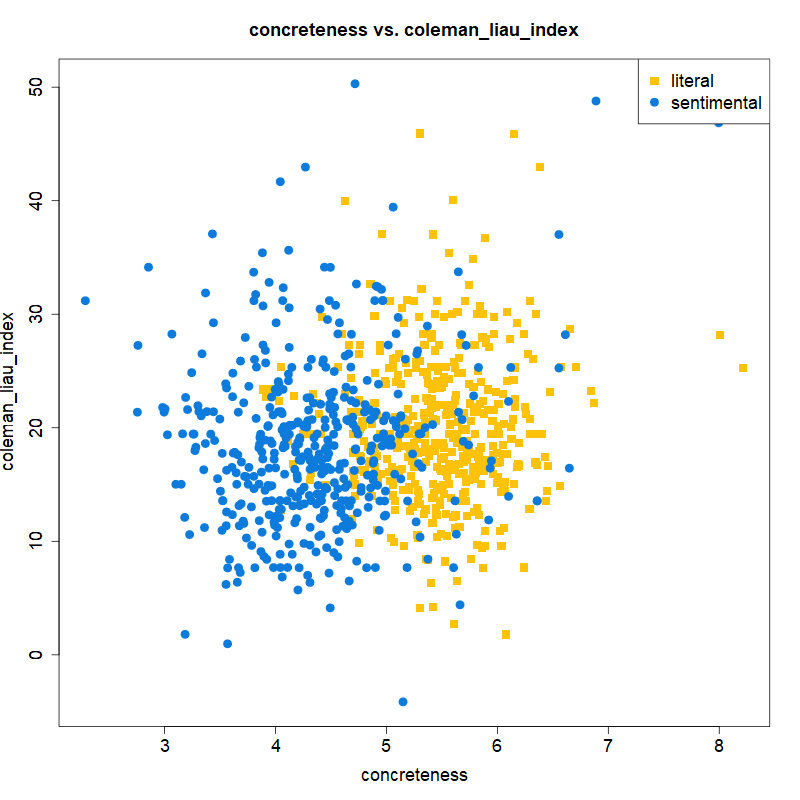 concreteness vs. coleman_liau_index
literal
sentimental
50
40
30
20
10
0
coleman_liau_index
3 4 5 6 7 8
concreteness